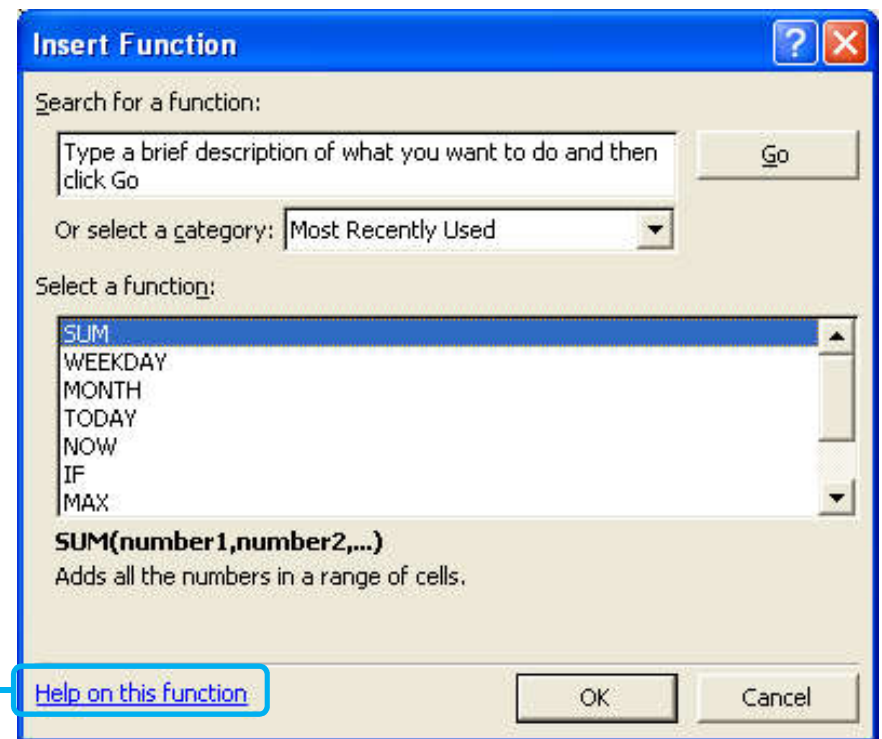 Insert Function
Search for a function:
Type a brief description of what you want to do and then
click Go
Go
Or select a category: Most Recently Used
Select a function:
SUM
WEEKDAY
MONTH
TODAY
NOW
IF
MAX
SUM(number1,number2,...)
Adds all the numbers in a range of cells.
Help on this function
OK
Cancel